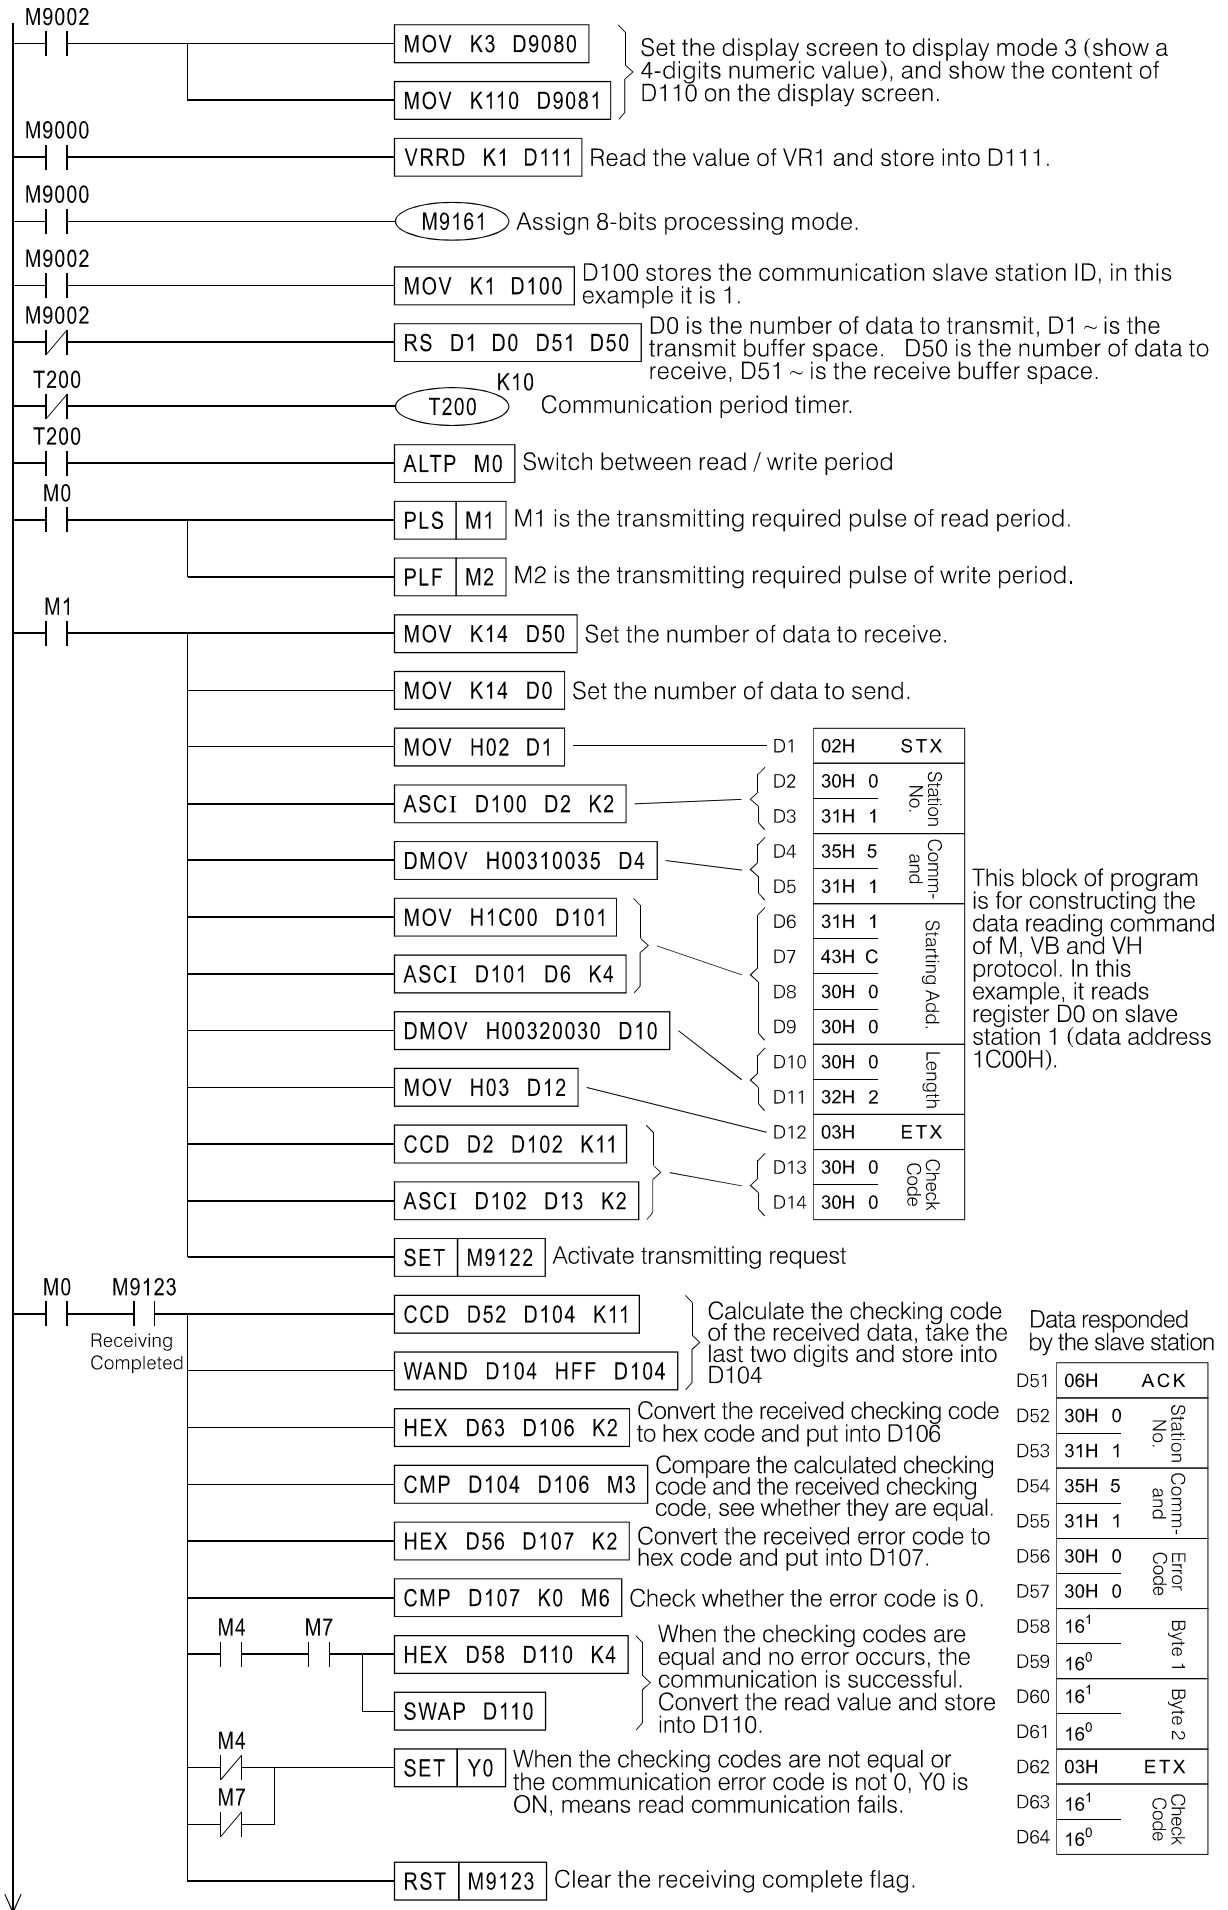 M9002
MOV K3 D9080
MOV K110 D9081
Set the display screen to display mode 3 (show a
4-digits numeric value), and show the content of
D110 on the display screen.
M9000
VRRD K1 D111
Read the value of VR1 and store into D111.
M9000
M9161
Assign 8-bits processing mode.
M9002
MOV K1 D100
D100 stores the communication slave station ID, in this
example it is 1.
M9002
RS D1 D0 D51 D50
D0 is the number of data to transmit, D1 ~ is the
transmit buffer space. D50 is the number of data to
receive, D51 ~ is the receive buffer space.
T200
K10
T200
Communication period timer.
T200
ALTP M0
Switch between read / write period
M0
PLS M1
M1 is the transmitting required pulse of read period.
PLF M2
M2 is the transmitting required pulse of write period.
M1
MOV K14 D50
Set the number of data to receive.
MOV K14 D0
Set the number of data to send.
MOV H02 D1
ASCI D100 D2 K2
DMOV H00310035 D4
MOV H1C00 D101
ASCI D101 D6 K4
DMOV H00320030 D10
MOV H03 D12
CCD D2 D102 K11
ASCI D102 D13 K2
D1 02H STX
D2 30H 0
D3 31H 1
Station
No.
D4 35H 5
D5 31H 1
Comm-
and
D6 31H 1
D7 43H C
D8 30H 0
D9 30H 0
Starting Add.
D10 30H 0
D11 32H 2
Length
D12 03H ETX
D13 30H 0
D14 30H 0
Check
Code
This block of program
is for constructing the
data reading command
of M, VB and VH
protocol. In this
example, it reads
register D0 on slave
station 1 (data address
1C00H).
SET M9122
Activate transmitting request
M0 M9123
Receiving
Completed
CCD D52 D104 K11
WAND D104 HFF D104
Calculate the checking code
of the received data, take the
last two digits and store into
D104
HEX D63 D106 K2
Convert the received checking code
to hex code and put into D106
CMP D104 D106 M3
Compare the calculated checking
code and the received checking
code, see whether they are equal.
HEX D56 D107 K2
Convert the received error code to
hex code and put into D107.
CMP D107 K0 M6
Check whether the error code is 0.
M4 M7
HEX D58 D110 K4
SWAP D110
When the checking codes are
equal and no error occurs, the
communication is successful.
Convert the read value and store
into D110.
M4
M7
SET Y0
When the checking codes are not equal or
the communication error code is not 0, Y0 is
ON, means read communication fails.
RST M9123
Clear the receiving complete flag.
Data responded
by the slave station
D51 06H ACK
D52 30H 0
D53 31H 1
Station
No.
D54 35H 5
D55 31H 1
Comm-
and
D56 30H 0
D57 30H 0
Error
Code
D58 16¹
D59 16⁰
Byte 1
D60 16¹
D61 16⁰
Byte 2
D62 03H ETX
D63 16¹
D64 16⁰
Check
Code